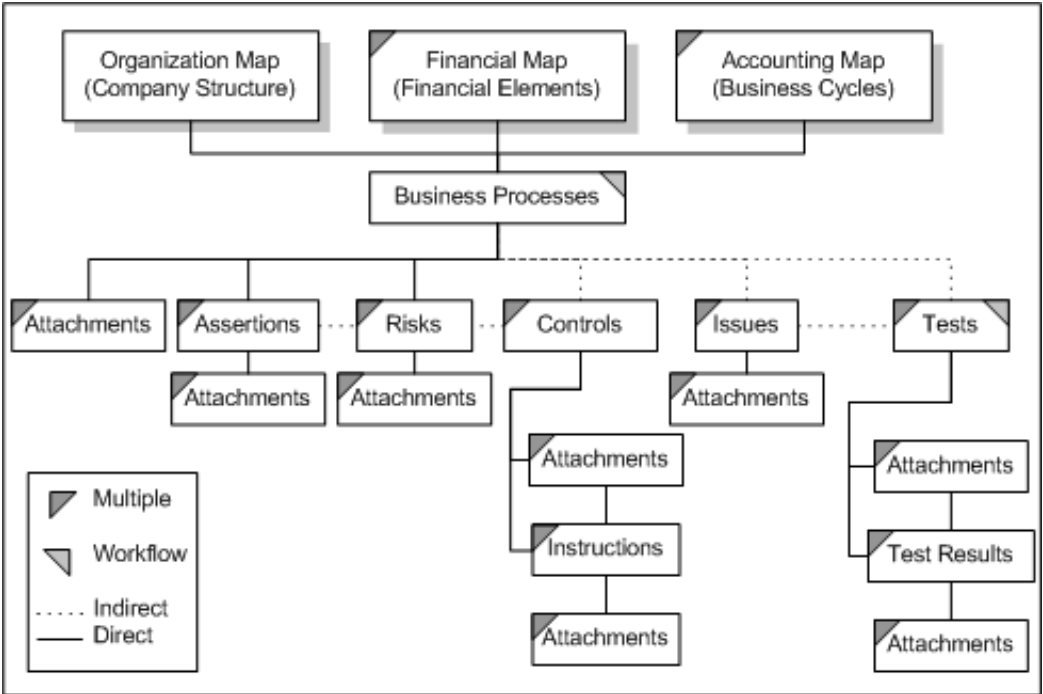 Organization Map
(Company Structure)
Financial Map
(Financial Elements)
Accounting Map
(Business Cycles)
Business Processes
Attachments
Assertions
Risks
Controls
Issues
Tests
Attachments
Attachments
Attachments
Attachments
Attachments
Instructions
Test Results
Attachments
Attachments
Multiple
Workflow
Indirect
Direct